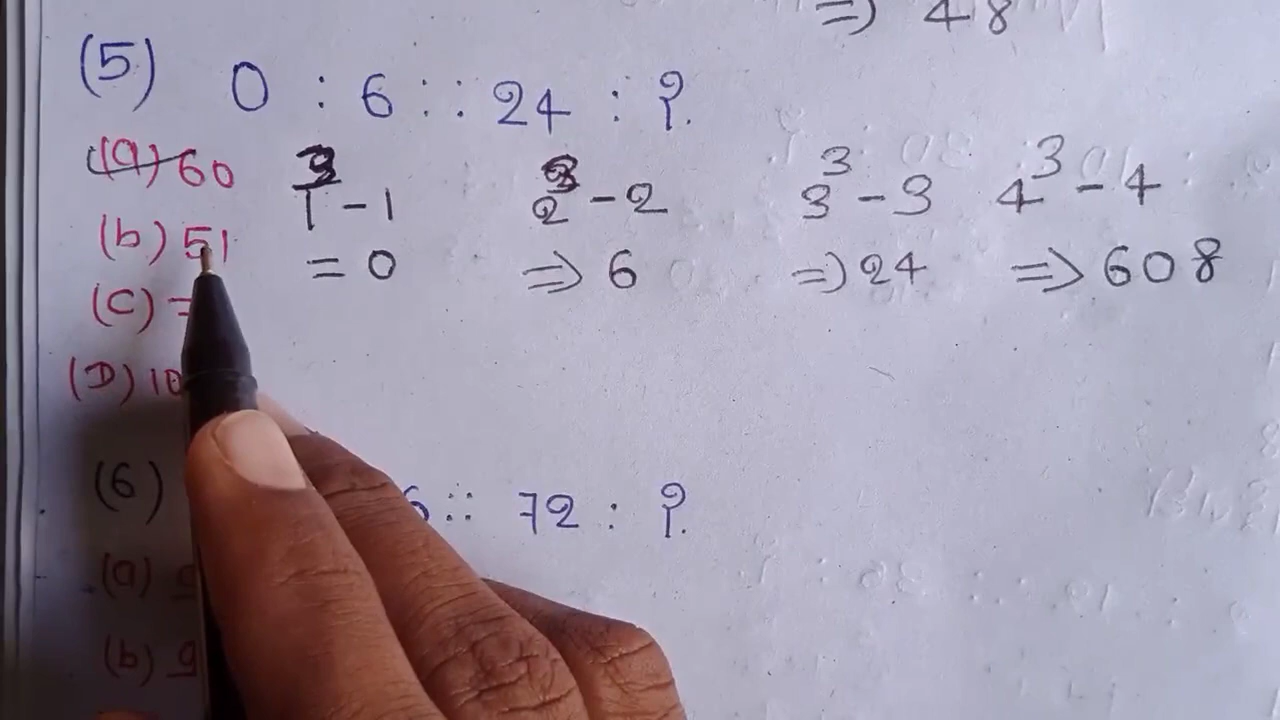 =) 48
(5) 0 : 6 :: 24 : ?
(a) 60
(b) 51
(C)
(D) 10
1³ - 1 = 0
2³ - 2 => 6
3³ - 3 =) 24
4³ - 4 => 608
(6) 6 :: 72 : ?
(a)
(b) 9